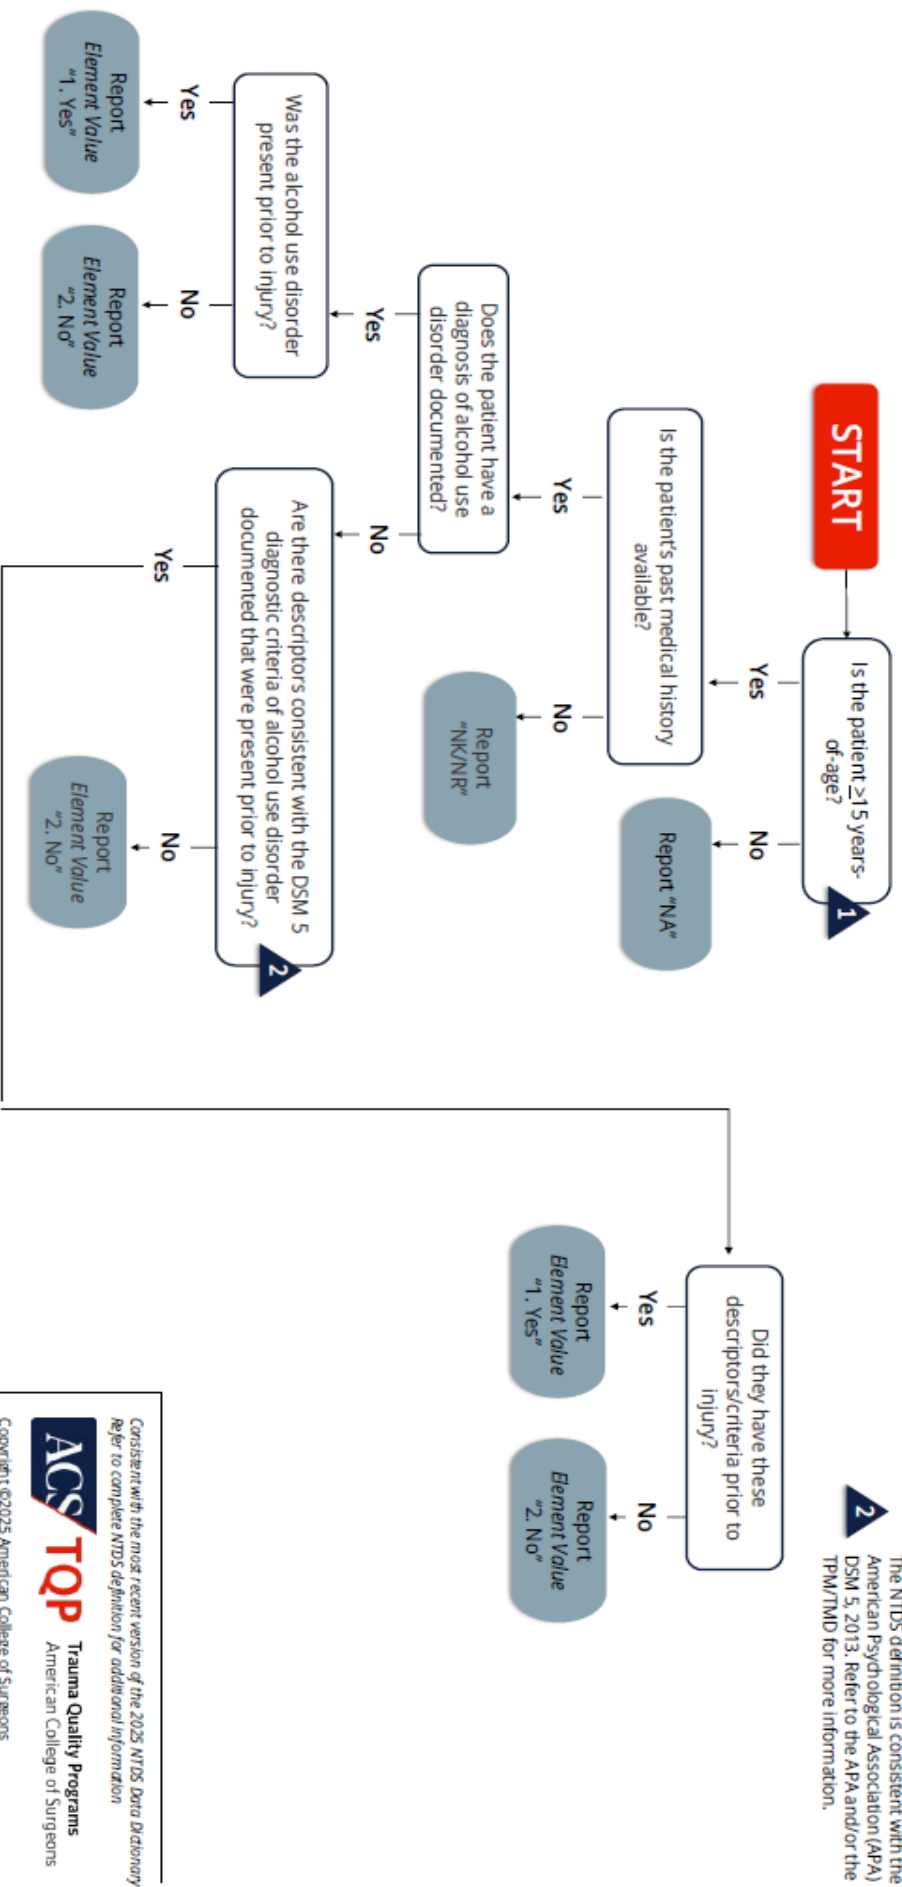 START
Is the patient ≥15 years-
of-age?
1
Yes
No
Report "NA"
Is the patient's past medical history
available?
Yes
No
Report
"NK/NR"
Does the patient have a
diagnosis of alcohol use
disorder documented?
Yes
No
Was the alcohol use disorder
present prior to injury?
Yes
No
Report
Element Value
"1. Yes"
Report
Element Value
"2. No"
Are there descriptors consistent with the DSM 5
diagnostic criteria of alcohol use disorder
documented that were present prior to injury?
2
Yes
No
Report
Element Value
"2. No"
Did they have these
descriptors/criteria prior to
injury?
Yes
No
Report
Element Value
"1. Yes"
Report
Element Value
"2. No"
2
The NTDS definition is consistent with the
American Psychological Association (APA)
DSM 5, 2013. Refer to the APA and/or the
TPM/TMD for more information.
Consistent with the most recent version of the 2025 NTDS Data Dictionary
Refer to complete NTDS definition for additional information
ACS TQP
Trauma Quality Programs
American College of Surgeons
Copyright ©2025 American College of Surgeons